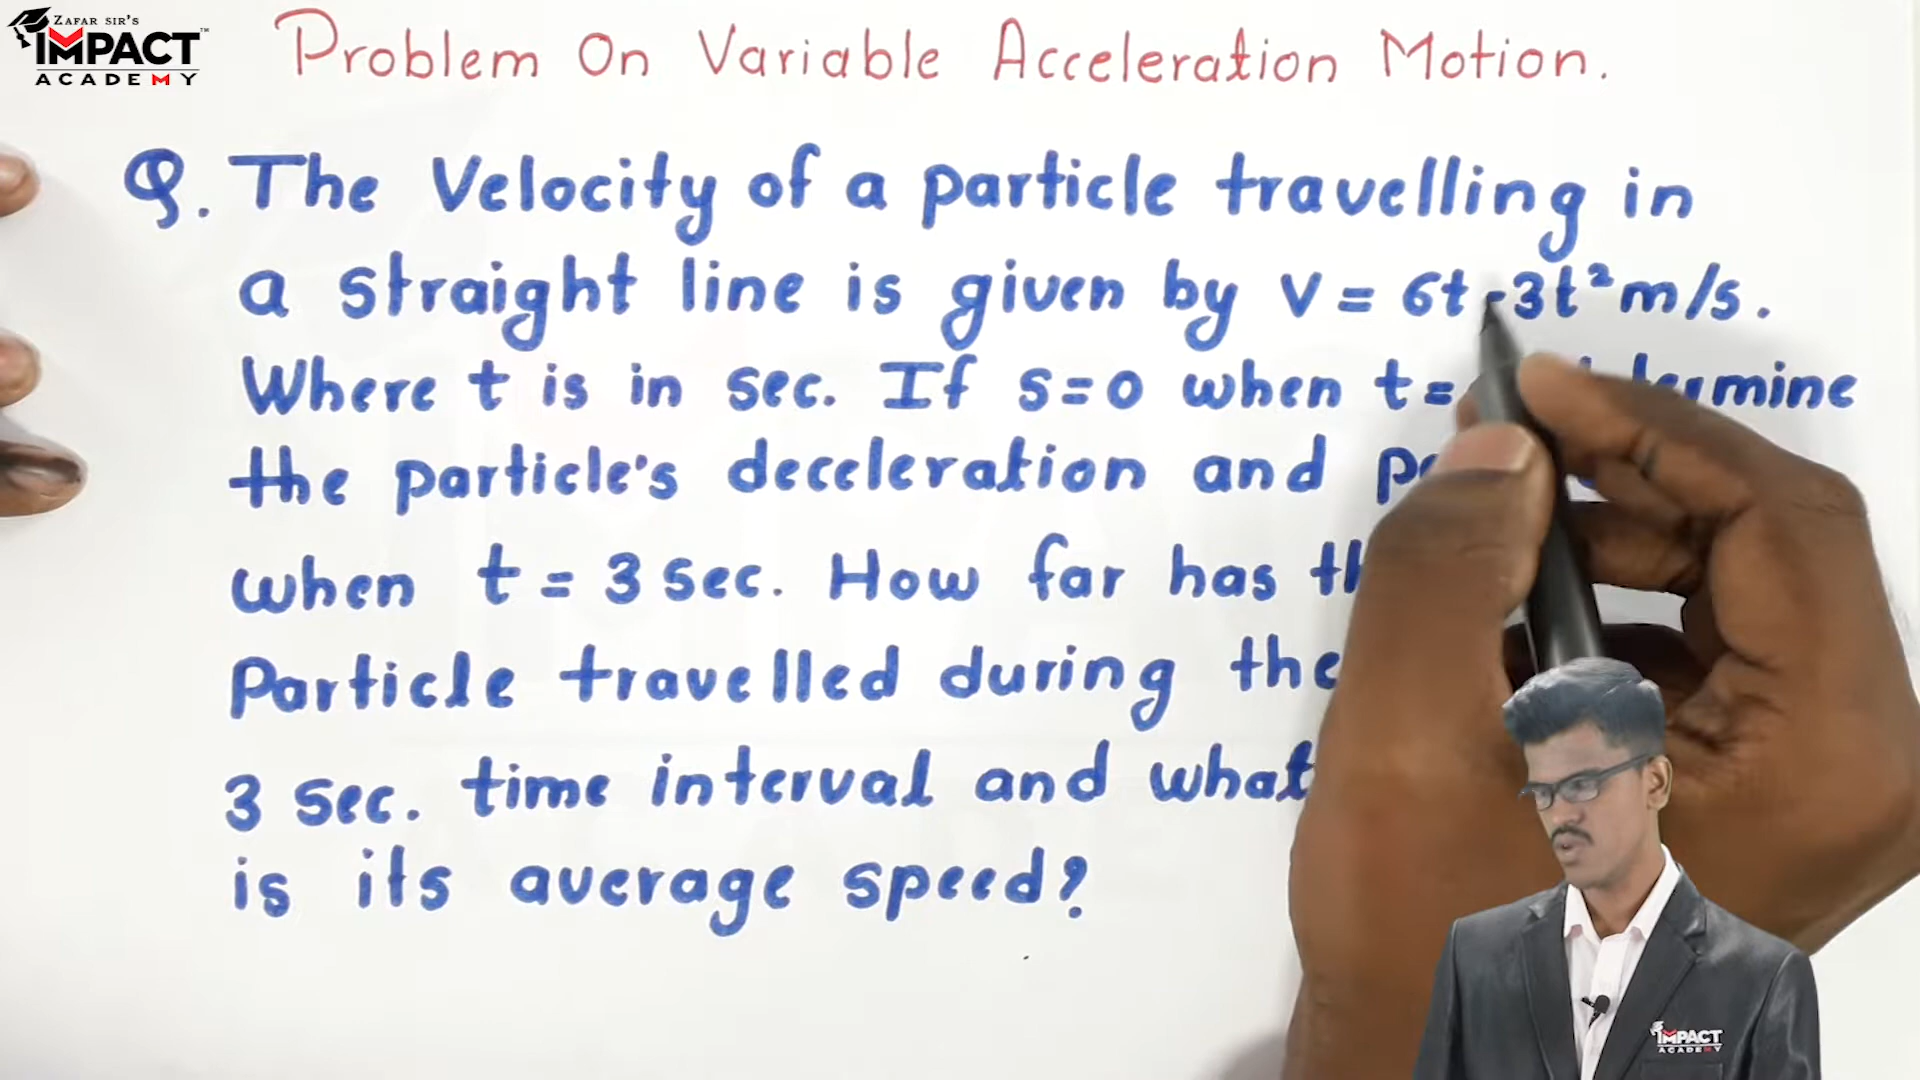 ZAFAR SIR'S
IMPACT™
ACADEMY
Problem On Variable Acceleration Motion.
Q. The Velocity of a particle travelling in
a straight line is given by V = 6t-3t² m/s.
Where t is in sec. If s=0 when t=
the particle's deceleration and
when t = 3 sec. How far has
Particle travelled during the
3 sec. time interval and what
is its average speed?
IMPACT
ACADEMY